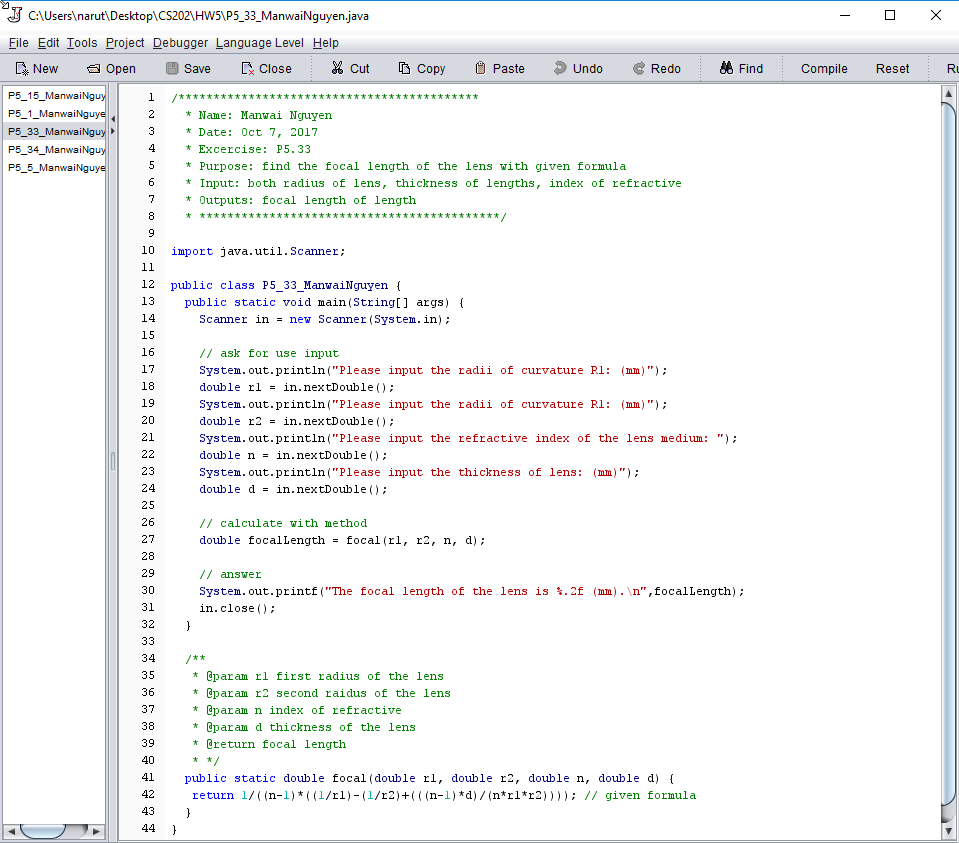 C:\Users\narut\Desktop\CS202\HW5\P5_33_ManwaiNguyen.java
File Edit Tools Project Debugger Language Level Help
New Open Save Close Cut Copy Paste Undo Redo Find Compile Reset Ru
P5_15_ManwaiNguy
P5_1_ManwaiNguye
P5_33_ManwaiNguy
P5_34_ManwaiNguy
P5_5_ManwaiNguye
1 /*******************************************
2 * Name: Manwai Nguyen
3 * Date: Oct 7, 2017
4 * Excercise: P5.33
5 * Purpose: find the focal length of the lens with given formula
6 * Input: both radius of lens, thickness of lengths, index of refractive
7 * Outputs: focal length of length
8 * *******************************************/
9
10 import java.util.Scanner;
11
12 public class P5_33_ManwaiNguyen {
13 public static void main(String[] args) {
14 Scanner in = new Scanner(System.in);
15
16 // ask for use input
17 System.out.println("Please input the radii of curvature R1: (mm)");
18 double r1 = in.nextDouble();
19 System.out.println("Please input the radii of curvature R1: (mm)");
20 double r2 = in.nextDouble();
21 System.out.println("Please input the refractive index of the lens medium: ");
22 double n = in.nextDouble();
23 System.out.println("Please input the thickness of lens: (mm)");
24 double d = in.nextDouble();
25
26 // calculate with method
27 double focalLength = focal(r1, r2, n, d);
28
29 // answer
30 System.out.printf("The focal length of the lens is %.2f (mm).\n",focalLength);
31 in.close();
32 }
33
34 /**
35 * @param r1 first radius of the lens
36 * @param r2 second raidus of the lens
37 * @param n index of refractive
38 * @param d thickness of the lens
39 * @return focal length
40 * */
41 public static double focal(double r1, double r2, double n, double d) {
42 return 1/((n-1)*((1/r1)-(1/r2)+(((n-1)*d)/(n*r1*r2)))); // given formula
43 }
44 }